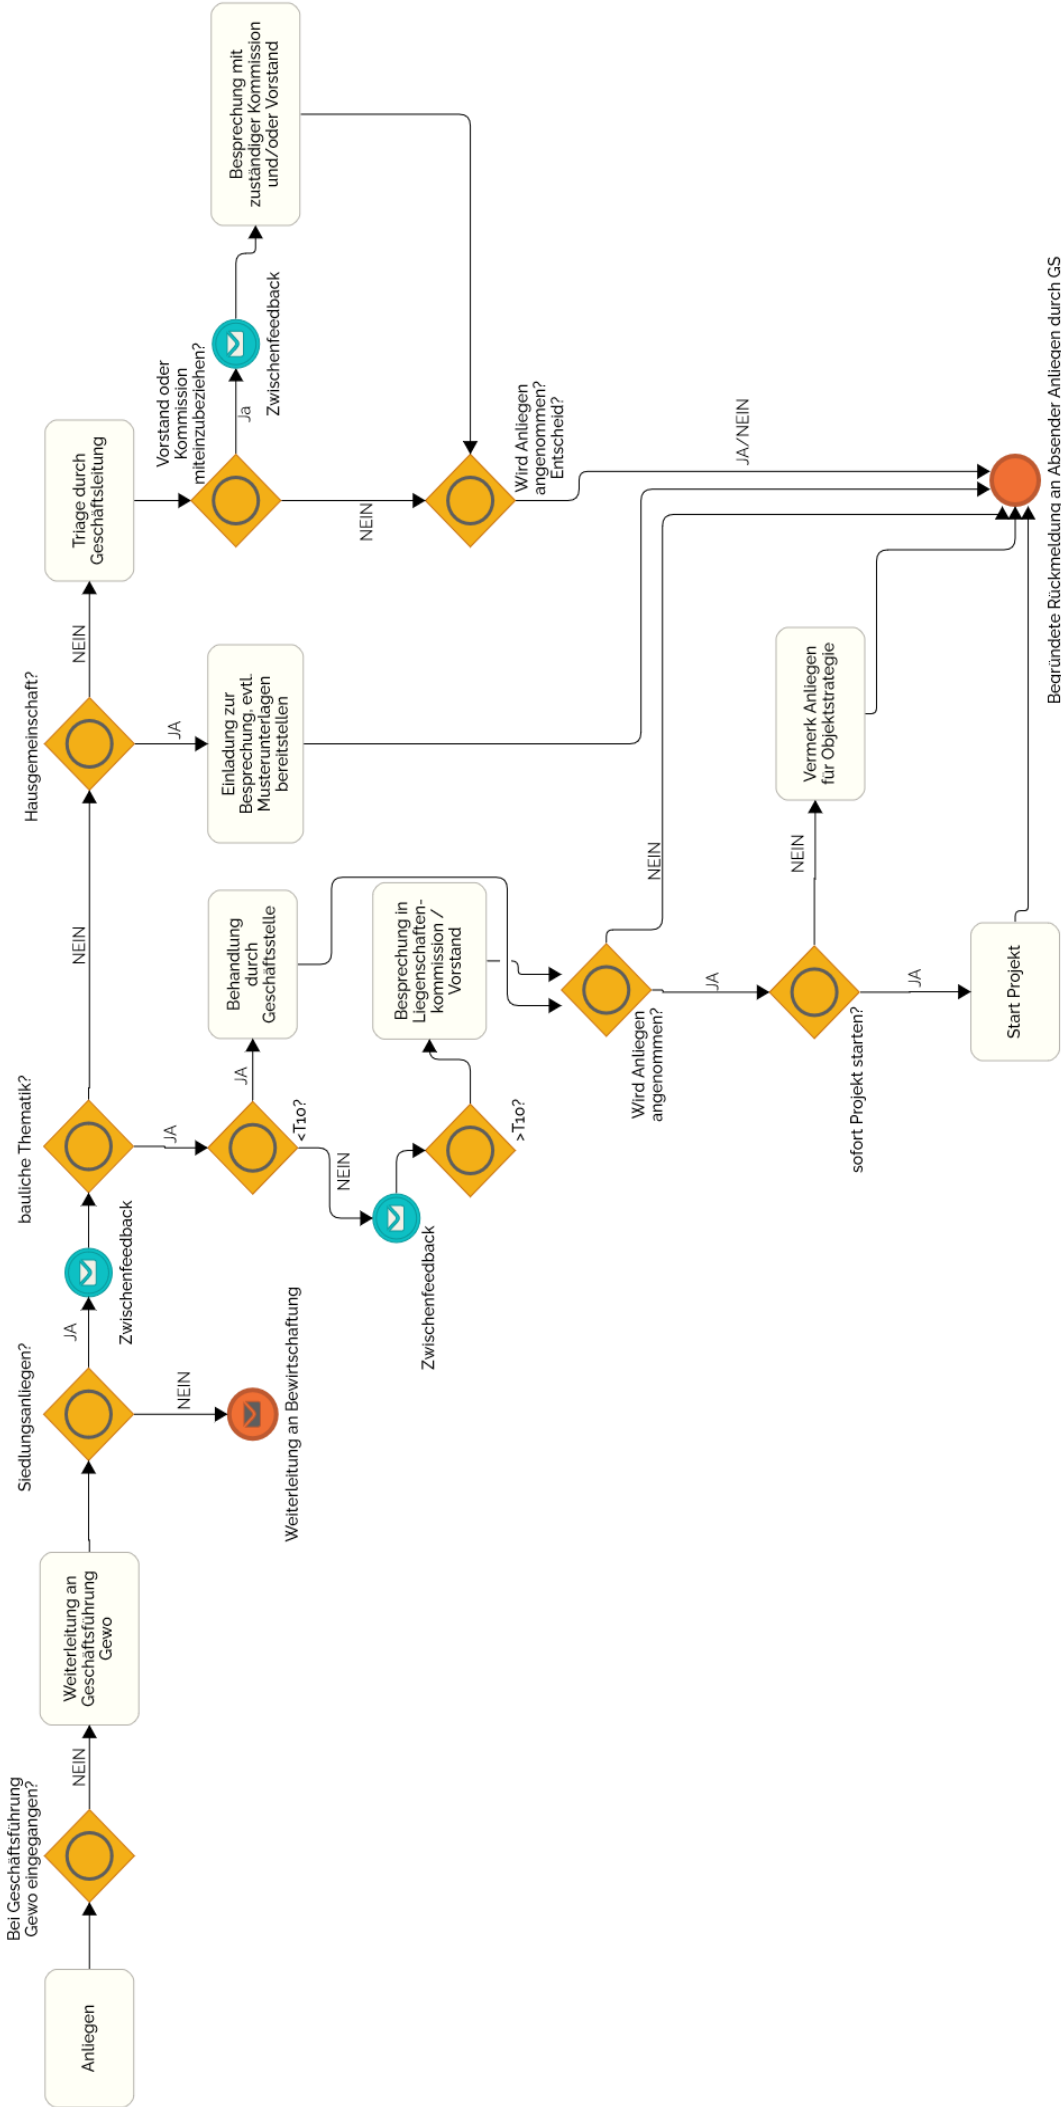 Anliegen
Bei Geschäftsführung
Gewo eingegangen?
NEIN
Weiterleitung an
Geschäftsführung
Gewo
Siedlungsanliegen?
JA
NEIN
Weiterleitung an Bewirtschaftung
Zwischenfeedback
bauliche Thematik?
NEIN
JA
<T10?
JA
NEIN
Behandlung
durch
Geschäftsstelle
Zwischenfeedback
>T10?
Besprechung in
Liegenschaften-
kommission /
Vorstand
Wird Anliegen
angenommen?
NEIN
JA
sofort Projekt starten?
NEIN
JA
Vermerk Anliegen
für Objektstrategie
Start Projekt
Hausgemeinschaft?
NEIN
JA
Einladung zur
Besprechung, evtl.
Musterunterlagen
bereitstellen
Triage durch
Geschäftsleitung
Vorstand oder
Kommission
miteinzubeziehen?
Ja
NEIN
Zwischenfeedback
Besprechung mit
zuständiger Kommission
und/oder Vorstand
Wird Anliegen
angenommen?
Entscheid?
JA/NEIN
Begründete Rückmeldung an Absender Anliegen durch GS